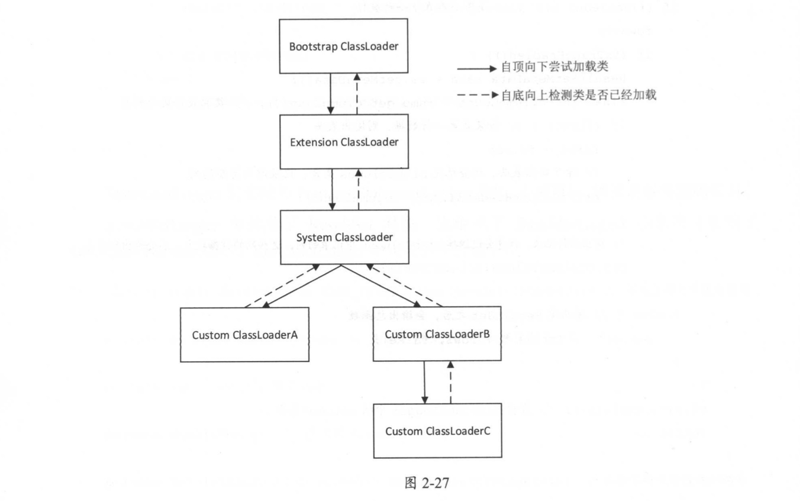 Bootstrap ClassLoader
自顶向下尝试加载类
自底向上检测类是否已经加载
Extension ClassLoader
System ClassLoader
Custom ClassLoaderA
Custom ClassLoaderB
Custom ClassLoaderC
图 2-27